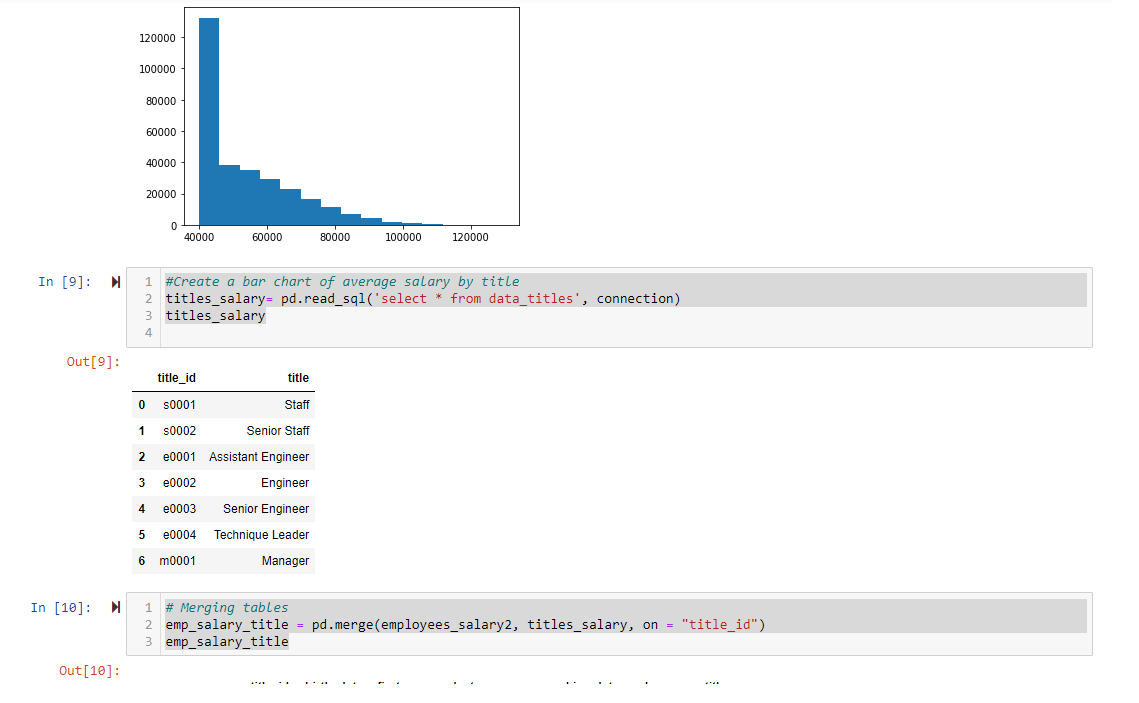 120000
100000
80000
60000
40000
20000
0
40000 60000 80000 100000 120000
In [9]:
1 #Create a bar chart of average salary by title
2 titles_salary= pd.read_sql('select * from data_titles', connection)
3 titles_salary
4
Out[9]:
title_id title
0 s0001 Staff
1 s0002 Senior Staff
2 e0001 Assistant Engineer
3 e0002 Engineer
4 e0003 Senior Engineer
5 e0004 Technique Leader
6 m0001 Manager
In [10]:
1 # Merging tables
2 emp_salary_title = pd.merge(employees_salary2, titles_salary, on = "title_id")
3 emp_salary_title
Out[10]: